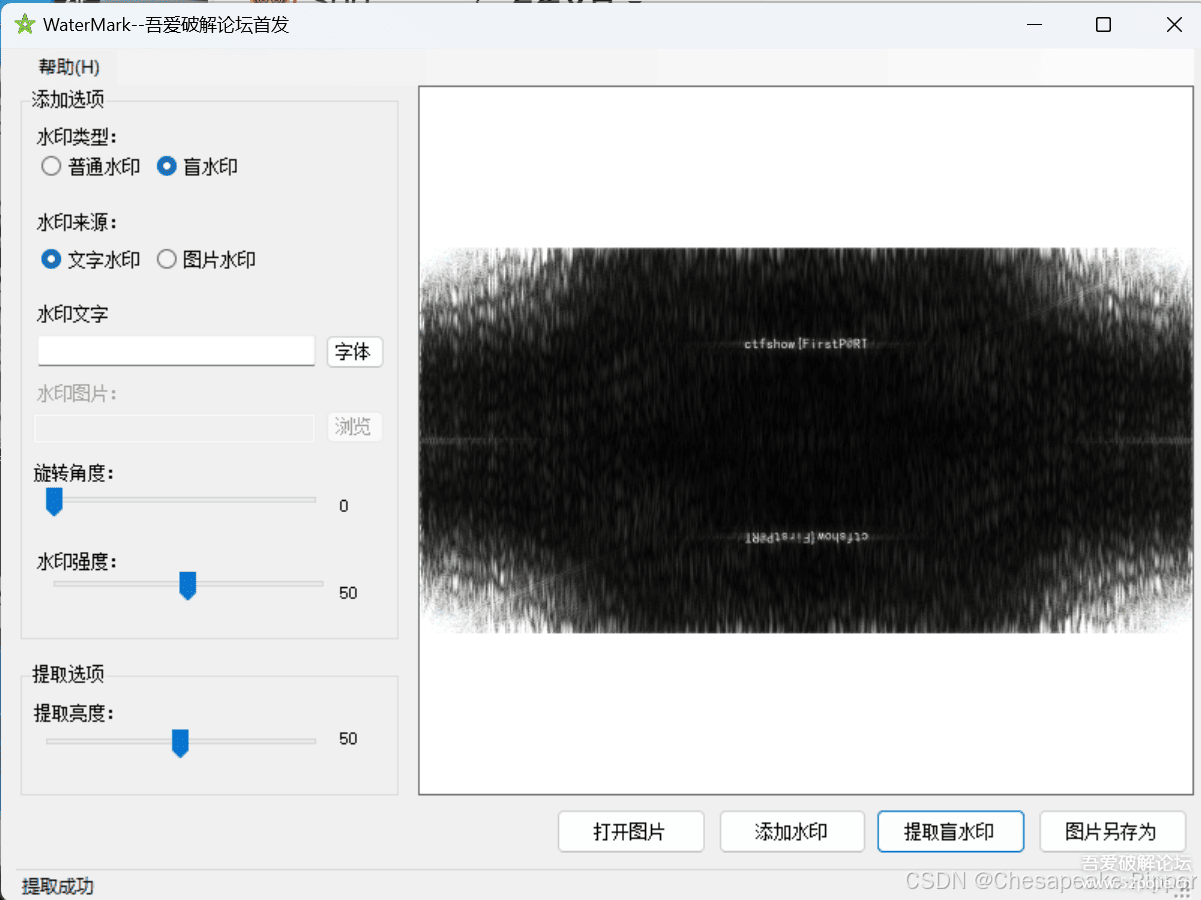 WaterMark--吾爱破解论坛首发
帮助(H)
添加选项
水印类型:
普通水印 盲水印
水印来源:
文字水印 图片水印
水印文字
字体
水印图片:
浏览
旋转角度:
0
水印强度:
50
提取选项
提取亮度:
50
ctfshow{FirstP@RT
ctfshow{FirstP@RT
打开图片 添加水印 提取盲水印 图片另存为
提取成功
吾爱破解论坛
CSDN @Chesapeake-Ripper